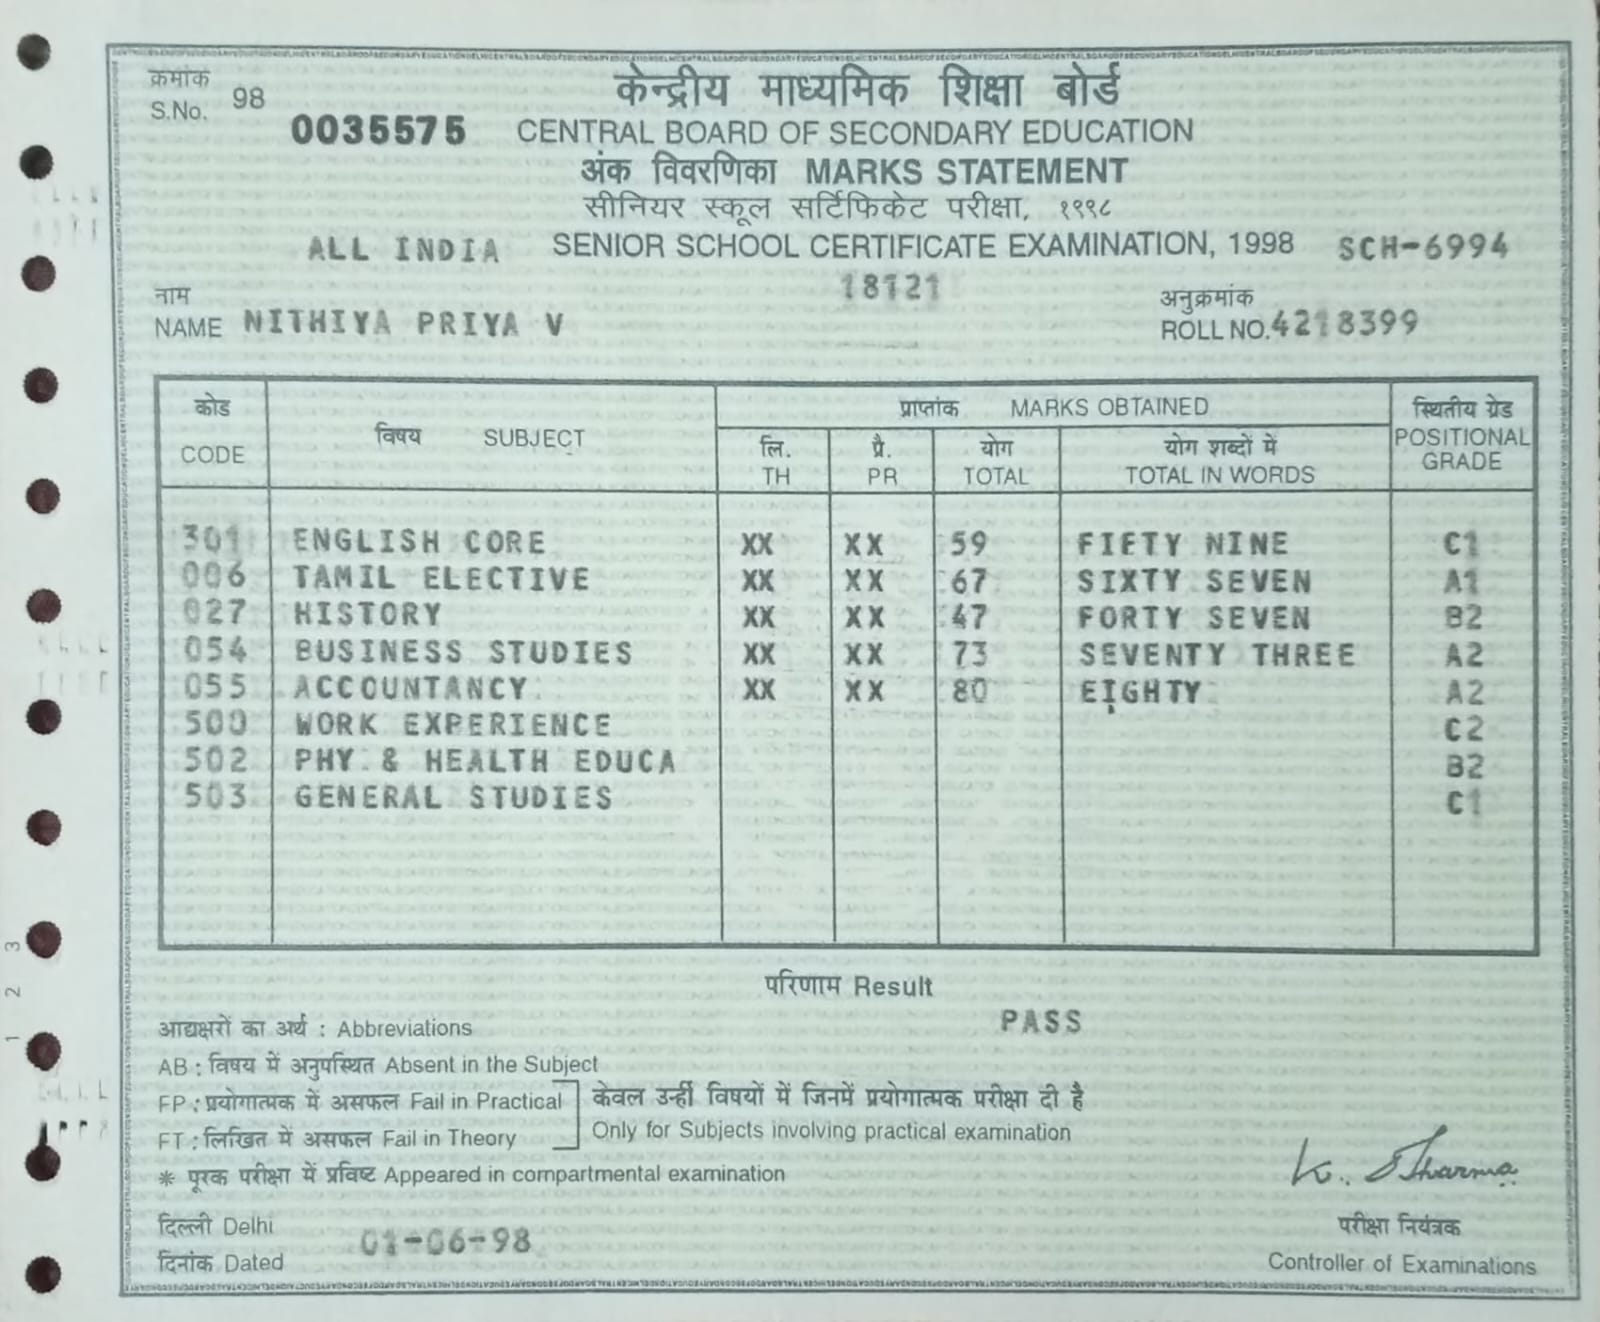 क्रमांक
S.No. 98
0035575
केन्द्रीय माध्यमिक शिक्षा बोर्ड
CENTRAL BOARD OF SECONDARY EDUCATION
अंक विवरणिका MARKS STATEMENT
सीनियर स्कूल सर्टिफिकेट परीक्षा, १९९८
ALL INDIA SENIOR SCHOOL CERTIFICATE EXAMINATION, 1998 SCH-6994
18121
नाम
NAME NITHIYA PRIYA V
अनुक्रमांक
ROLL NO. 4218399
कोड विषय SUBJECT प्राप्तांक MARKS OBTAINED स्थितीय ग्रेड
CODE लि. प्रै. योग योग शब्दों में POSITIONAL
TH PR TOTAL TOTAL IN WORDS GRADE
301 ENGLISH CORE XX XX 59 FIFTY NINE C1
006 TAMIL ELECTIVE XX XX 67 SIXTY SEVEN A1
027 HISTORY XX XX 47 FORTY SEVEN B2
054 BUSINESS STUDIES XX XX 73 SEVENTY THREE A2
055 ACCOUNTANCY XX XX 80 EIGHTY A2
500 WORK EXPERIENCE C2
502 PHY & HEALTH EDUCA B2
503 GENERAL STUDIES C1
परिणाम Result
PASS
आद्यक्षरों का अर्थ : Abbreviations
AB : विषय में अनुपस्थित Absent in the Subject
FP : प्रयोगात्मक में असफल Fail in Practical
FT : लिखित में असफल Fail in Theory
केवल उन्हीं विषयों में जिनमें प्रयोगात्मक परीक्षा दी है
Only for Subjects involving practical examination
* पूरक परीक्षा में प्रविष्ट Appeared in compartmental examination
दिल्ली Delhi
दिनांक Dated 01-06-98
K. Sharma
परीक्षा नियंत्रक
Controller of Examinations
1 2 3